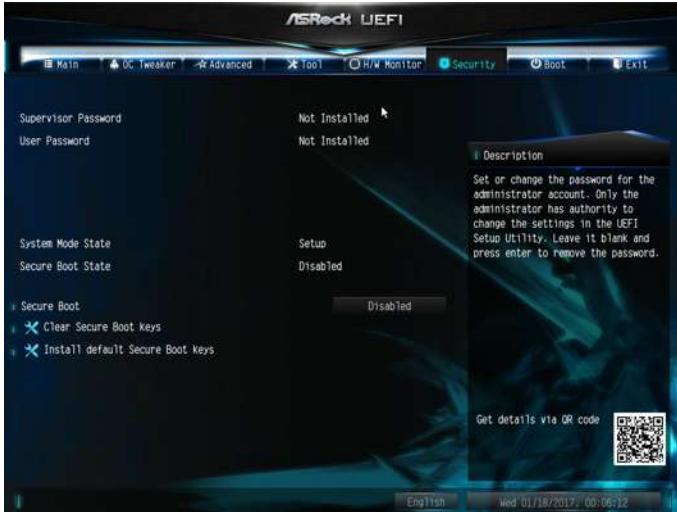 ASRock UEFI
Main
OC Tweaker
Advanced
Tool
H/W Monitor
Security
Boot
Exit
Supervisor Password Not Installed
User Password Not Installed
System Mode State Setup
Secure Boot State Disabled
Secure Boot Disabled
Clear Secure Boot keys
Install default Secure Boot keys
Description
Set or change the password for the
administrator account. Only the
administrator has authority to
change the settings in the UEFI
Setup Utility. Leave it blank and
press enter to remove the password.
Get details via QR code
English
Wed 01/18/2017. 00:06:12